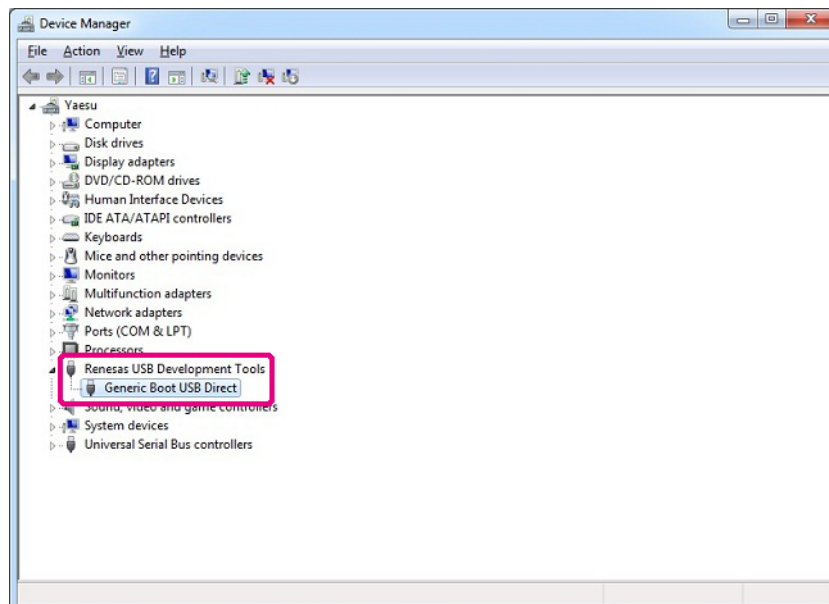 Device Manager
File Action View Help
Yaesu
Computer
Disk drives
Display adapters
DVD/CD-ROM drives
Human Interface Devices
IDE ATA/ATAPI controllers
Keyboards
Mice and other pointing devices
Monitors
Multifunction adapters
Network adapters
Ports (COM & LPT)
Processors
Renesas USB Development Tools
Generic Boot USB Direct
Sound, video and game controllers
System devices
Universal Serial Bus controllers